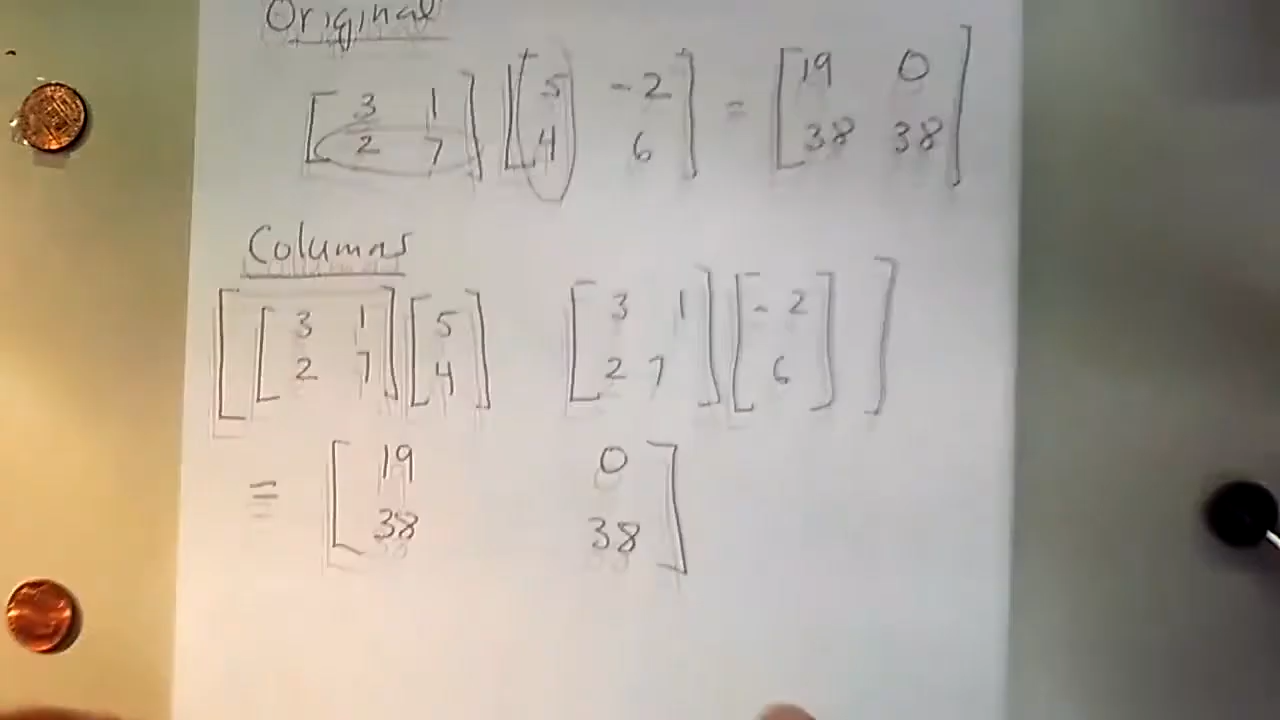 Original
[3 1] [5 -2] = [19 0]
[2 7] [4 6] [38 38]
Columns
[[3 1] [5] [3 1] [-2]]
[[2 7] [4] [2 7] [6]]
= [19 0]
[38 38]